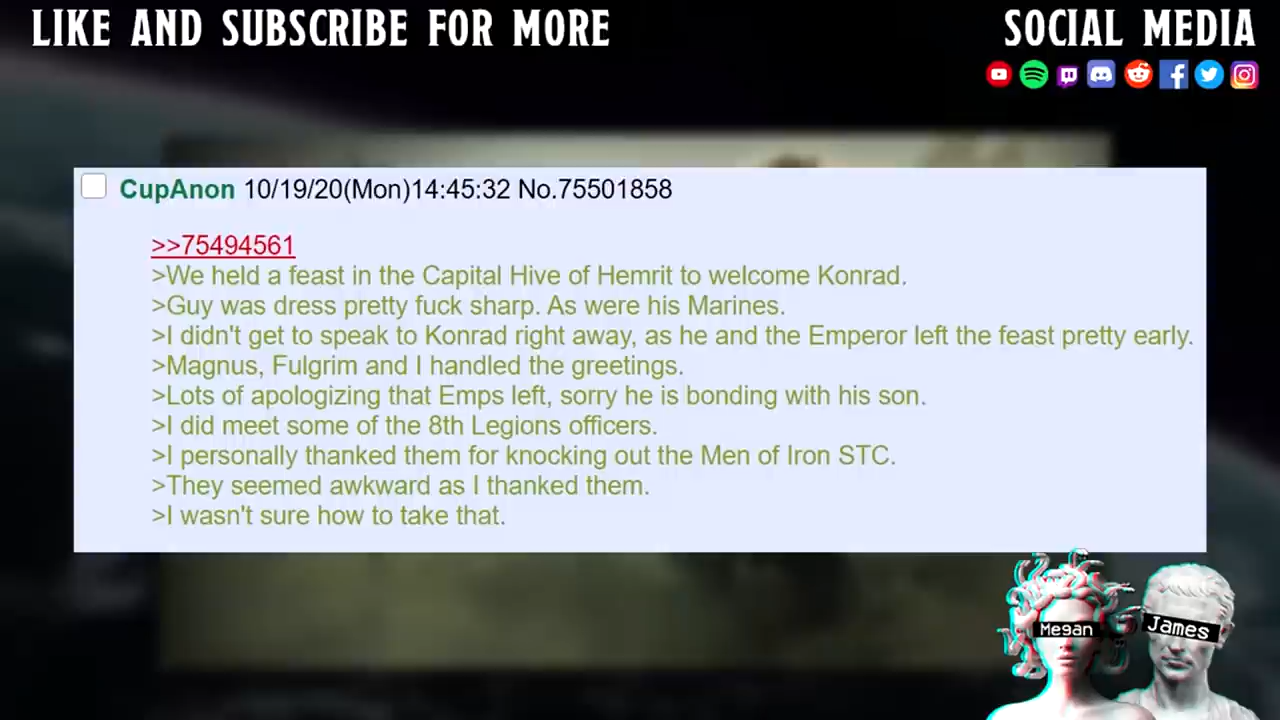 LIKE AND SUBSCRIBE FOR MORE
SOCIAL MEDIA
CupAnon 10/19/20(Mon)14:45:32 No.75501858
>>75494561
>We held a feast in the Capital Hive of Hemrit to welcome Konrad.
>Guy was dress pretty fuck sharp. As were his Marines.
>I didn't get to speak to Konrad right away, as he and the Emperor left the feast pretty early.
>Magnus, Fulgrim and I handled the greetings.
>Lots of apologizing that Emps left, sorry he is bonding with his son.
>I did meet some of the 8th Legions officers.
>I personally thanked them for knocking out the Men of Iron STC.
>They seemed awkward as I thanked them.
>I wasn't sure how to take that.
Megan
James